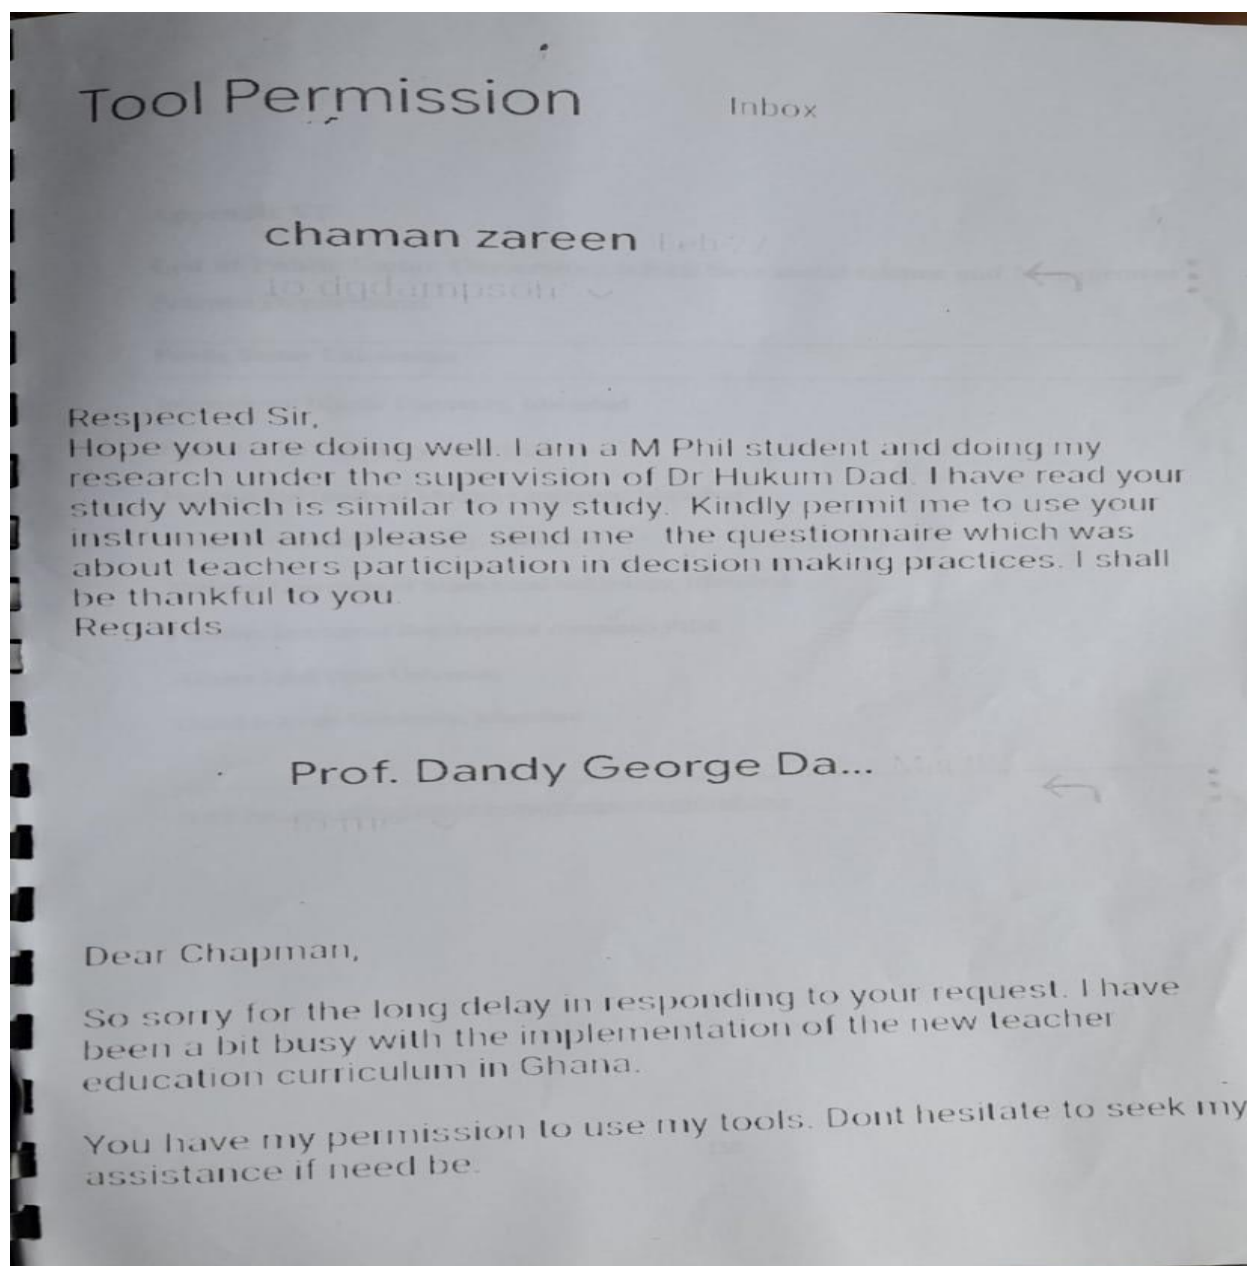 Tool Permission Inbox
chaman zareen
to dgdampson
Respected Sir,
Hope you are doing well. I am a M Phil student and doing my
research under the supervision of Dr Hukum Dad. I have read your
study which is similar to my study. Kindly permit me to use your
instrument and please send me the questionnaire which was
about teachers participation in decision making practices. I shall
be thankful to you.
Regards
Prof. Dandy George Da...
to me
Dear Chapman,
So sorry for the long delay in responding to your request. I have
been a bit busy with the implementation of the new teacher
education curriculum in Ghana.
You have my permission to use my tools. Dont hesitate to seek my
assistance if need be.